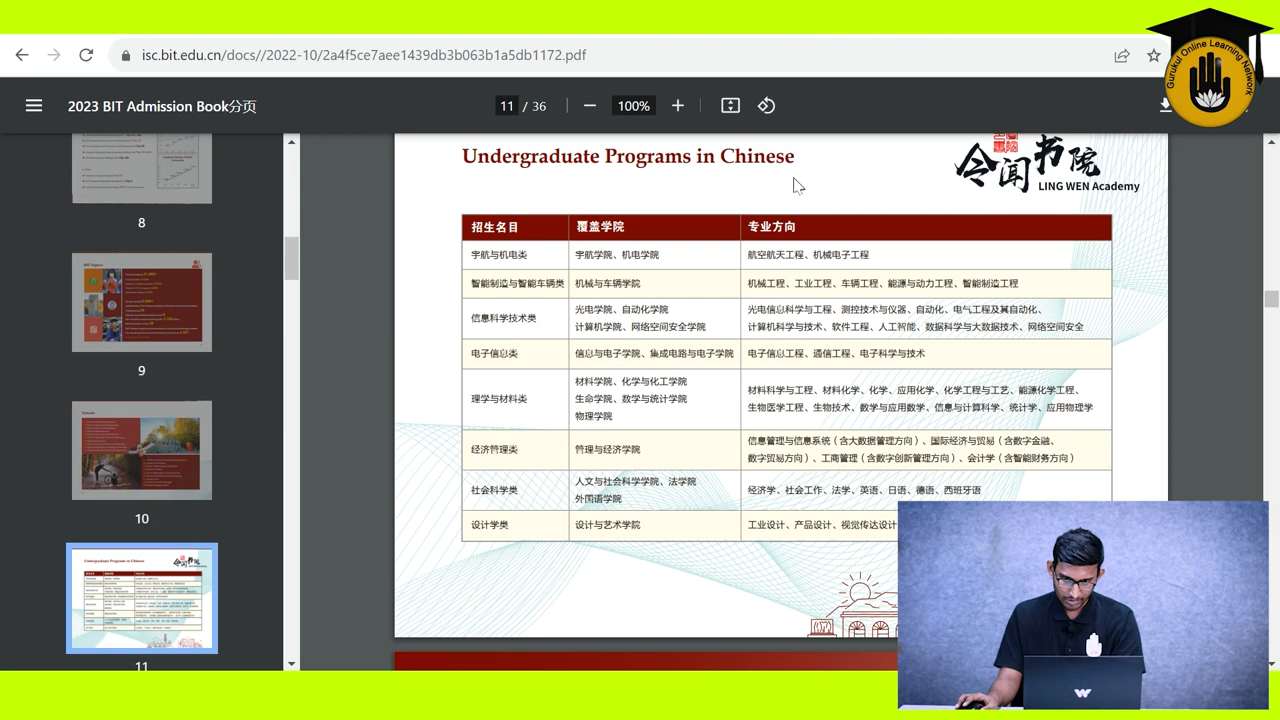 isc.bit.edu.cn/docs//2022-10/2a4f5ce7aee1439db3b063b1a5db1172.pdf
Gurukul Online Learning Network
2023 BIT Admission Book分页
11 / 36
100%
8
9
10
11
Undergraduate Programs in Chinese
令闻书院
LING WEN Academy
招生名目 覆盖学院 专业方向
宇航与机电类 宇航学院、机电学院 航空航天工程、机械电子工程
智能制造与智能车辆类 机械与车辆学院 机械工程、工业工程、车辆工程、能源与动力工程、智能制造工程
信息科学技术类
光电学院、自动化学院
计算机学院、网络空间安全学院
光电信息科学与工程、测控技术与仪器、自动化、电气工程及其自动化、
计算机科学与技术、软件工程、人工智能、数据科学与大数据技术、网络空间安全
电子信息类 信息与电子学院、集成电路与电子学院 电子信息工程、通信工程、电子科学与技术
理学与材料类
材料学院、化学与化工学院
生命学院、数学与统计学院
物理学院
材料科学与工程、材料化学、化学、应用化学、化学工程与工艺、能源化学工程、
生物医学工程、生物技术、数学与应用数学、信息与计算科学、统计学、应用物理学
经济管理类 管理与经济学院
信息管理与信息系统（含大数据管理方向）、国际经济与贸易（含数字金融、
数字贸易方向）、工商管理（含数字创新管理方向）、会计学（含智能财务方向）
社会科学类
人文与社会科学学院、法学院
外国语学院
经济学、社会工作、法学、英语、日语、德语、西班牙语
设计学类 设计与艺术学院 工业设计、产品设计、视觉传达设计